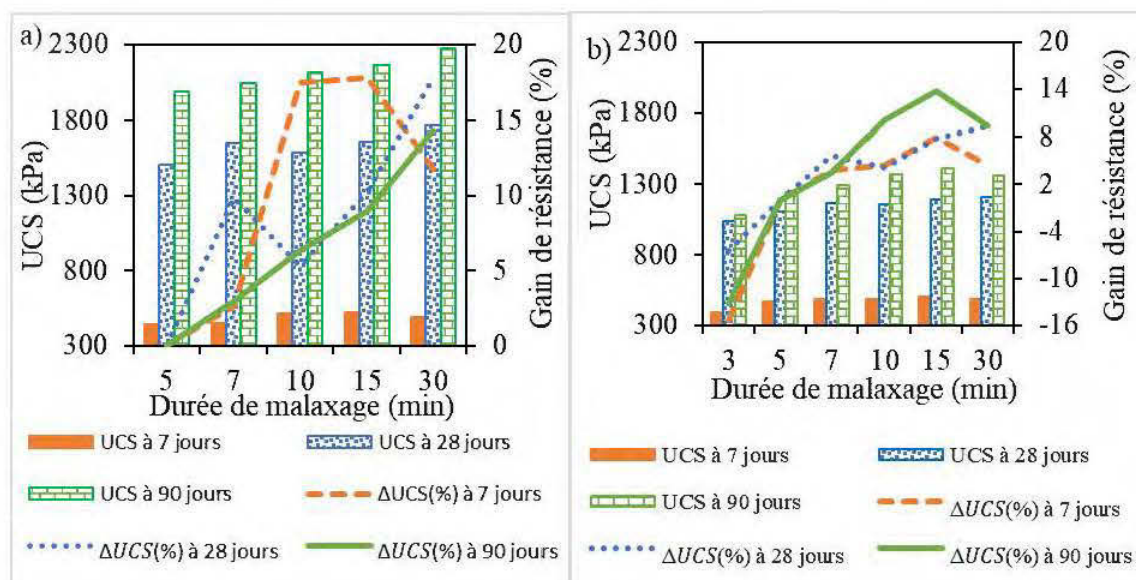 a)
UCS (kPa)
2300
1800
1300
800
300
20
15
10
5
0
Gain de résistance (%)
5 7 10 15 30
Durée de malaxage (min)
UCS à 7 jours
UCS à 28 jours
UCS à 90 jours
ΔUCS(%) à 7 jours
ΔUCS(%) à 28 jours
ΔUCS(%) à 90 jours
b)
UCS (kPa)
2300
1800
1300
800
300
20
14
8
2
-4
-10
-16
Gain de résistance (%)
3 5 7 10 15 30
Durée de malaxage (min)
UCS à 7 jours
UCS à 28 jours
UCS à 90 jours
ΔUCS(%) à 7 jours
ΔUCS(%) à 28 jours
ΔUCS(%) à 90 jours